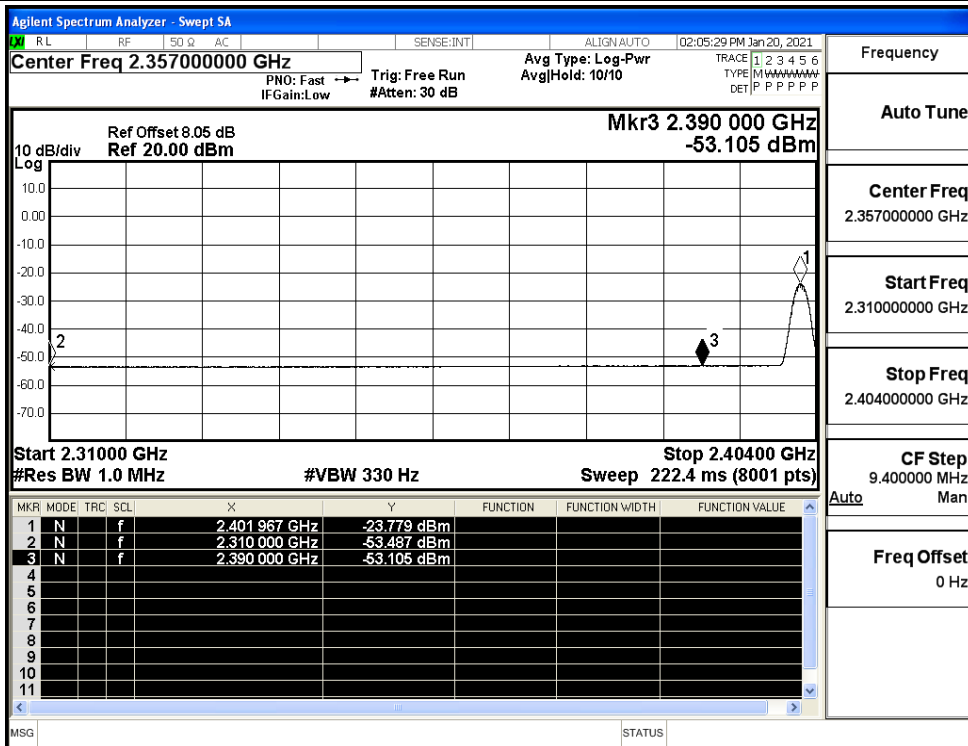 Agilent Spectrum Analyzer - Swept SA
LXI RL RF 50 Ω AC SENSE:INT ALIGN AUTO 02:05:29 PM Jan 20, 2021
Center Freq 2.357000000 GHz
PNO: Fast
IFGain:Low
Trig: Free Run
#Atten: 30 dB
Avg Type: Log-Pwr
Avg|Hold: 10/10
TRACE 1 2 3 4 5 6
TYPE M WWWWW
DET P P P P P P
Mkr3 2.390 000 GHz
-53.105 dBm
Ref Offset 8.05 dB
10 dB/div Ref 20.00 dBm
Log
10.0
0.00
-10.0
-20.0
-30.0
-40.0
-50.0
-60.0
-70.0
1
2
3
Start 2.31000 GHz Stop 2.40400 GHz
#Res BW 1.0 MHz #VBW 330 Hz Sweep 222.4 ms (8001 pts)
MKR MODE TRC SCL X Y FUNCTION FUNCTION WIDTH FUNCTION VALUE
1 N f 2.401 967 GHz -23.779 dBm
2 N f 2.310 000 GHz -53.487 dBm
3 N f 2.390 000 GHz -53.105 dBm
4
5
6
7
8
9
10
11
MSG STATUS
Frequency
Auto Tune
Center Freq
2.357000000 GHz
Start Freq
2.310000000 GHz
Stop Freq
2.404000000 GHz
CF Step
9.400000 MHz
Auto Man
Freq Offset
0 Hz